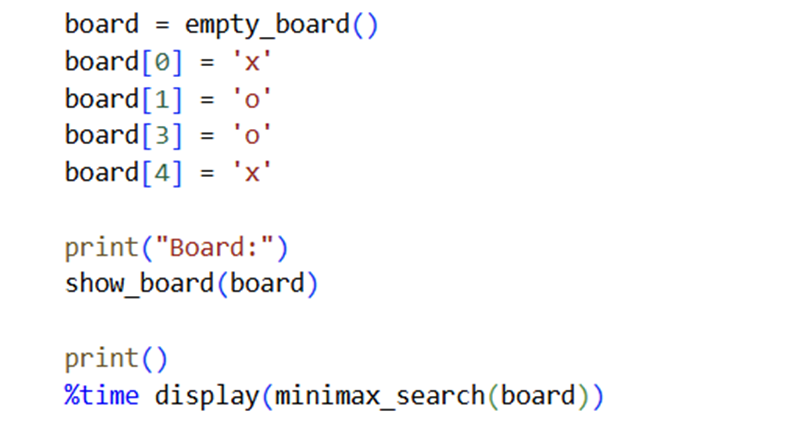 board = empty_board()
board[0] = 'x'
board[1] = 'o'
board[3] = 'o'
board[4] = 'x'
print("Board:")
show_board(board)
print()
%time display(minimax_search(board))